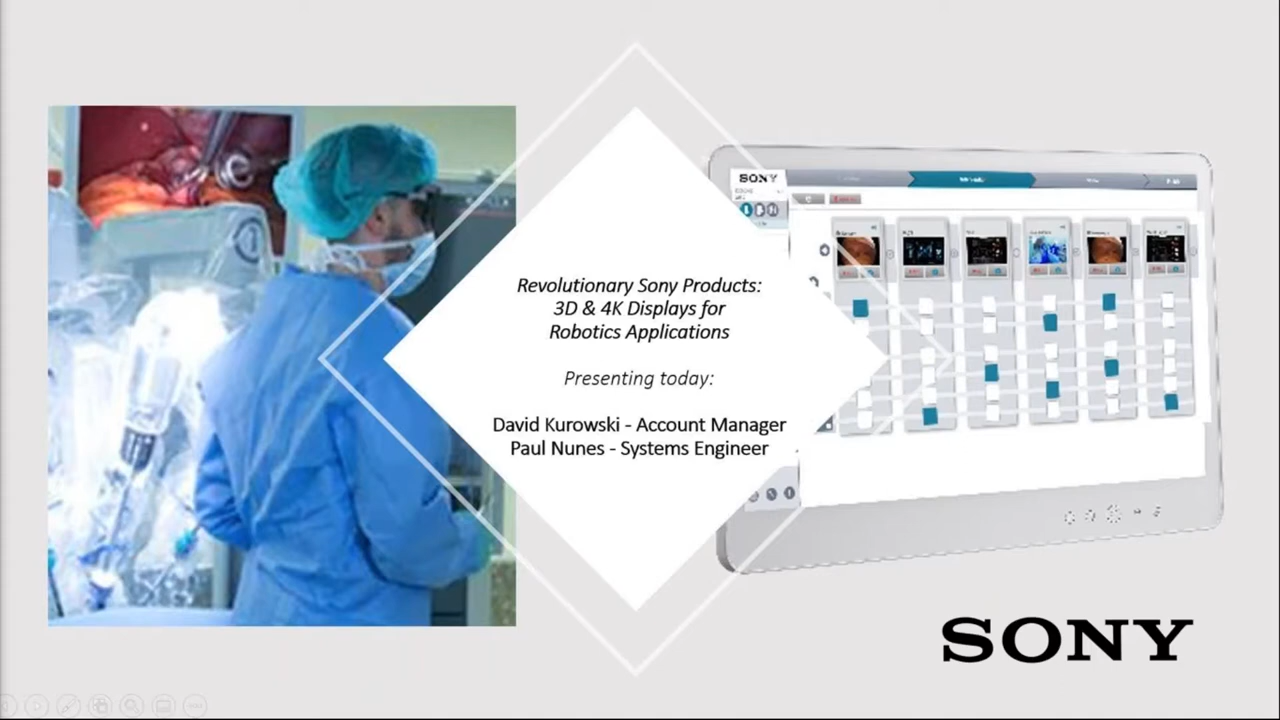 Revolutionary Sony Products:
3D & 4K Displays for
Robotics Applications
Presenting today:
David Kurowski - Account Manager
Paul Nunes - Systems Engineer
SONY
SONY